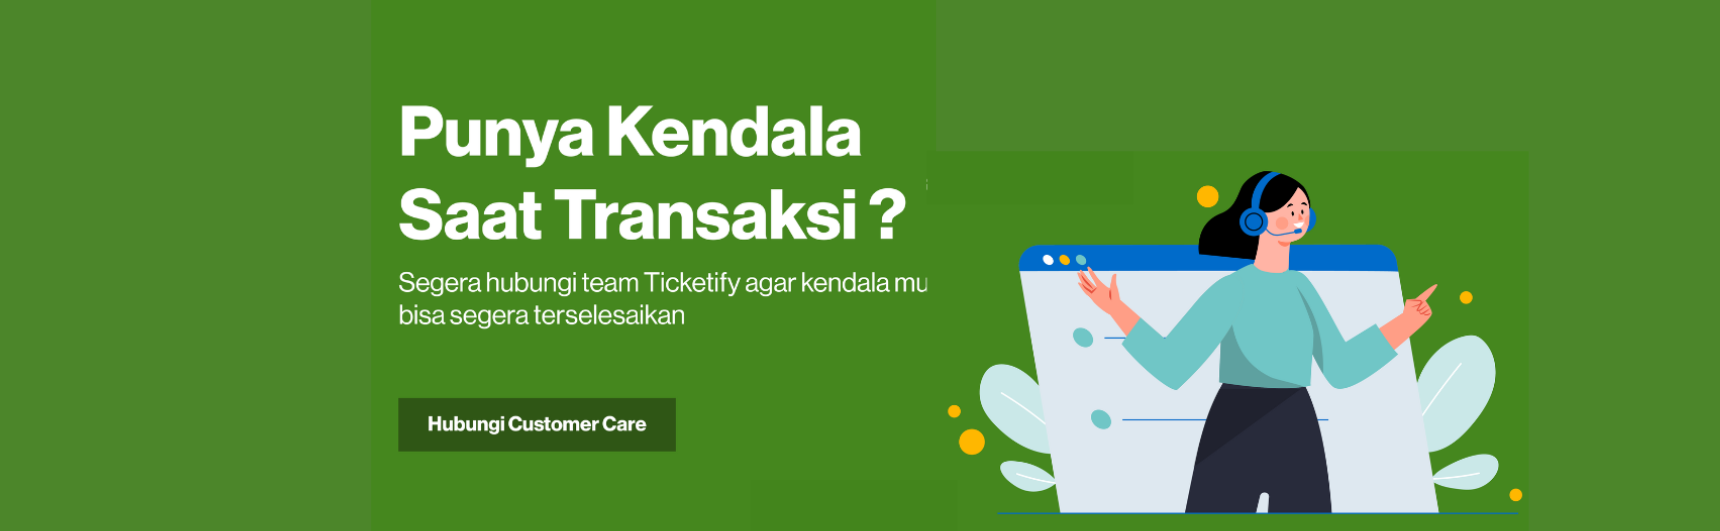 Punya Kendala
Saat Transaksi ?
Segera hubungi team Ticketify agar kendala mu
bisa segera terselesaikan
Hubungi Customer Care